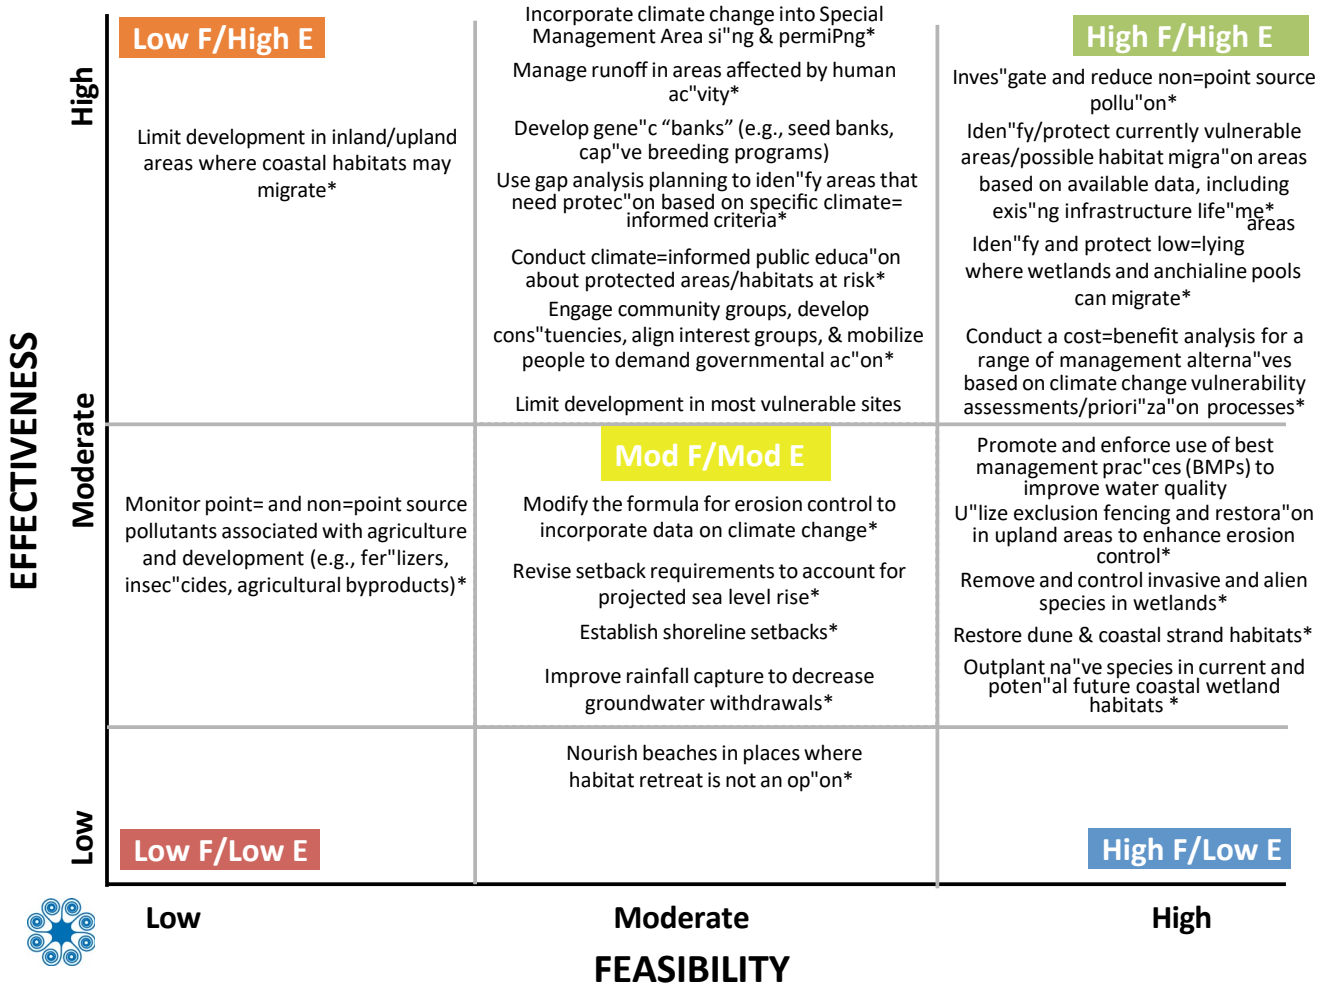 Low F/High E
Limit development in inland/upland
areas where coastal habitats may
migrate*
Incorporate climate change into Special
Management Area si"ng & permiPng*
Manage runoff in areas affected by human
ac"vity*
Develop gene"c “banks” (e.g., seed banks,
cap"ve breeding programs)
Use gap analysis planning to iden"fy areas that
need protec"on based on specific climate=
informed criteria*
Conduct climate=informed public educa"on
about protected areas/habitats at risk*
Engage community groups, develop
cons"tuencies, align interest groups, & mobilize
people to demand governmental ac"on*
Limit development in most vulnerable sites
High F/High E
Inves"gate and reduce non=point source
pollu"on*
Iden"fy/protect currently vulnerable
areas/possible habitat migra"on areas
based on available data, including
exis"ng infrastructure life"me*
areas
Iden"fy and protect low=lying
where wetlands and anchialine pools
can migrate*
Conduct a cost=benefit analysis for a
range of management alterna"ves
based on climate change vulnerability
assessments/priori"za"on processes*
Monitor point= and non=point source
pollutants associated with agriculture
and development (e.g., fer"lizers,
insec"cides, agricultural byproducts)*
Mod F/Mod E
Modify the formula for erosion control to
incorporate data on climate change*
Revise setback requirements to account for
projected sea level rise*
Establish shoreline setbacks*
Improve rainfall capture to decrease
groundwater withdrawals*
Promote and enforce use of best
management prac"ces (BMPs) to
improve water quality
U"lize exclusion fencing and restora"on
in upland areas to enhance erosion
control*
Remove and control invasive and alien
species in wetlands*
Restore dune & coastal strand habitats*
Outplant na"ve species in current and
poten"al future coastal wetland
habitats *
Low F/Low E
Nourish beaches in places where
habitat retreat is not an op"on*
High F/Low E
High
Moderate
Low
EFFECTIVENESS
Low
Moderate
High
FEASIBILITY